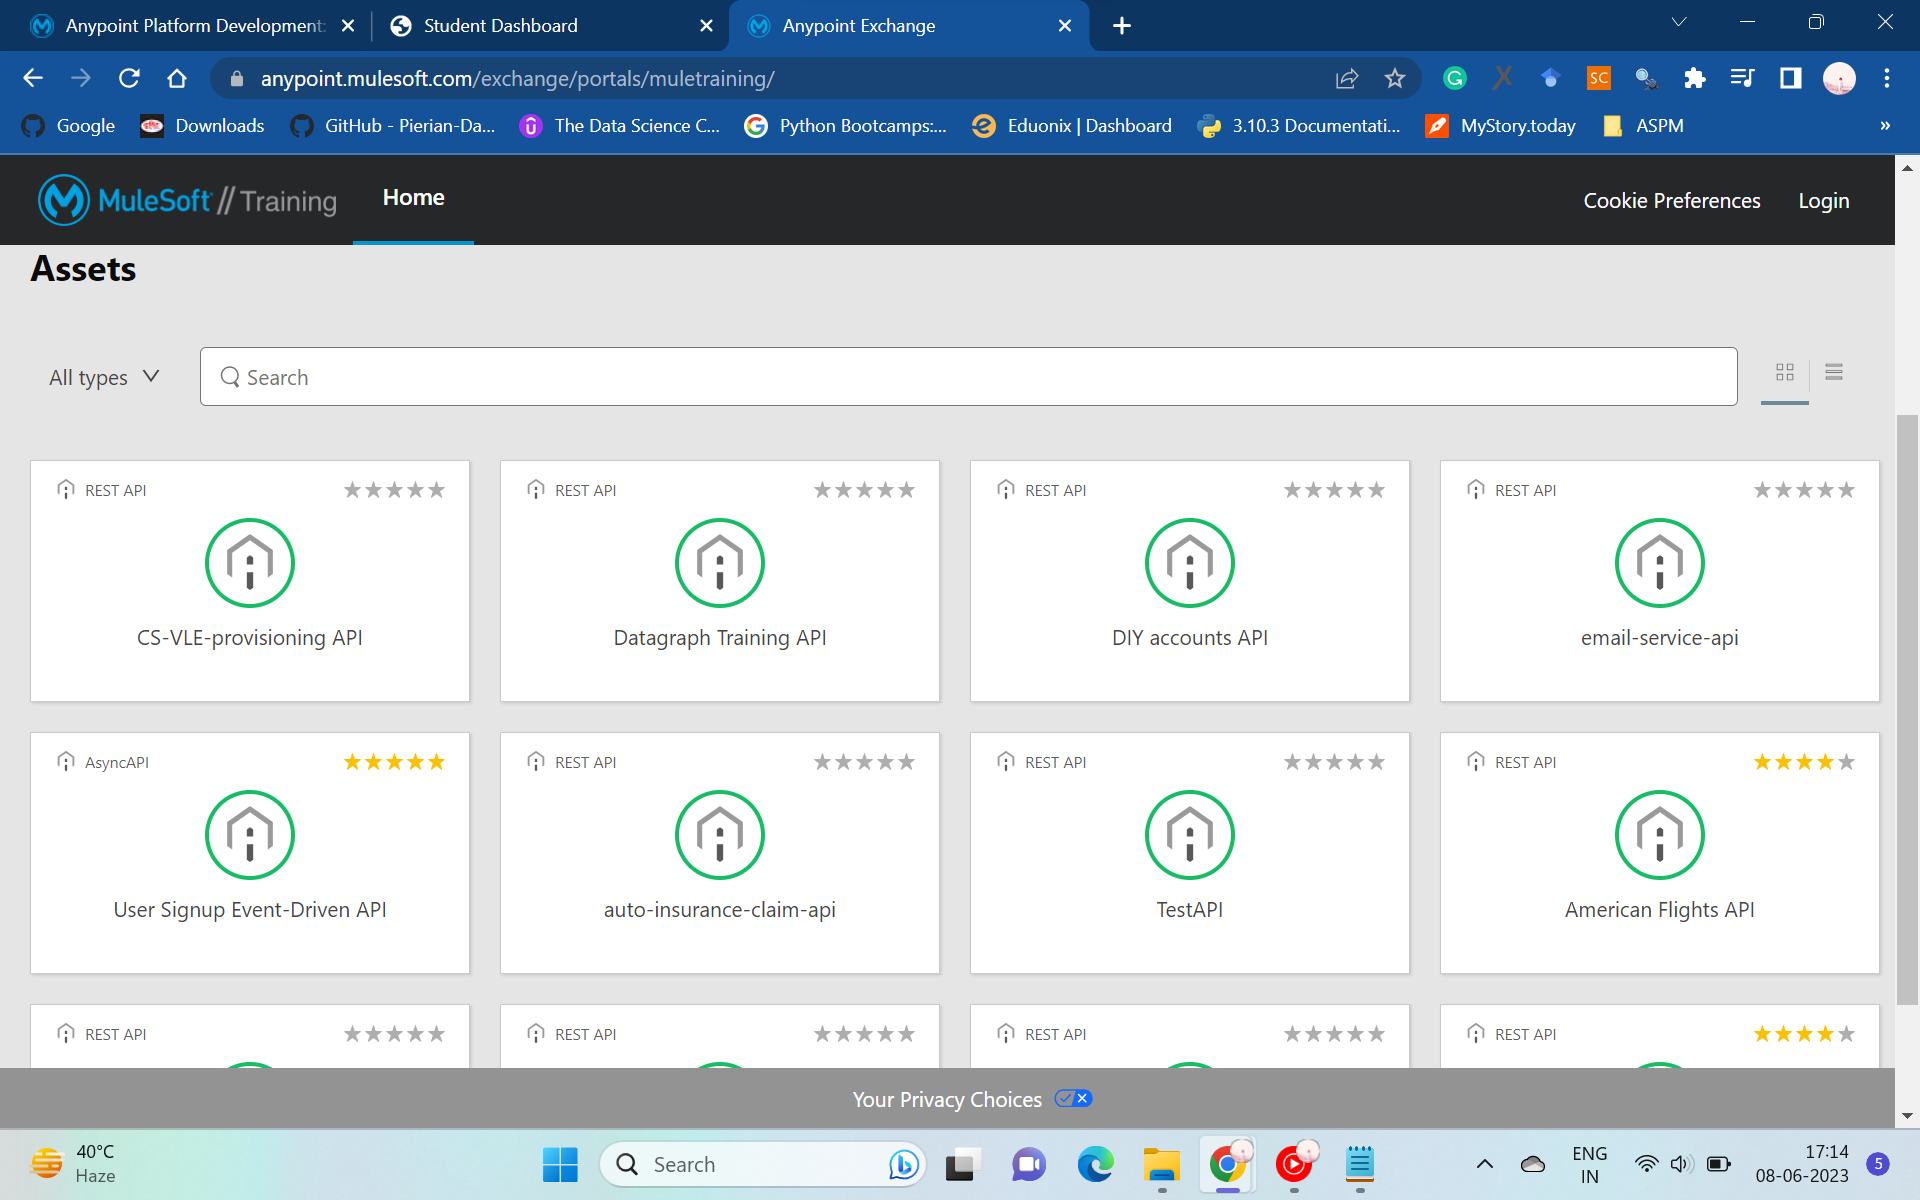 Anypoint Platform Development:
Student Dashboard
Anypoint Exchange
anypoint.mulesoft.com/exchange/portals/muletraining/
SC
Google
Downloads
GitHub - Pierian-Da...
The Data Science C...
Python Bootcamps:...
Eduonix | Dashboard
3.10.3 Documentati...
MyStory.today
ASPM
»
MuleSoft // Training
Home
Cookie Preferences
Login
Assets
All types
Search
REST API
CS-VLE-provisioning API
REST API
Datagraph Training API
REST API
DIY accounts API
REST API
email-service-api
AsyncAPI
User Signup Event-Driven API
REST API
auto-insurance-claim-api
REST API
TestAPI
REST API
American Flights API
REST API
REST API
REST API
REST API
Your Privacy Choices
40°C
Haze
Search
ENG
IN
17:14
08-06-2023
5